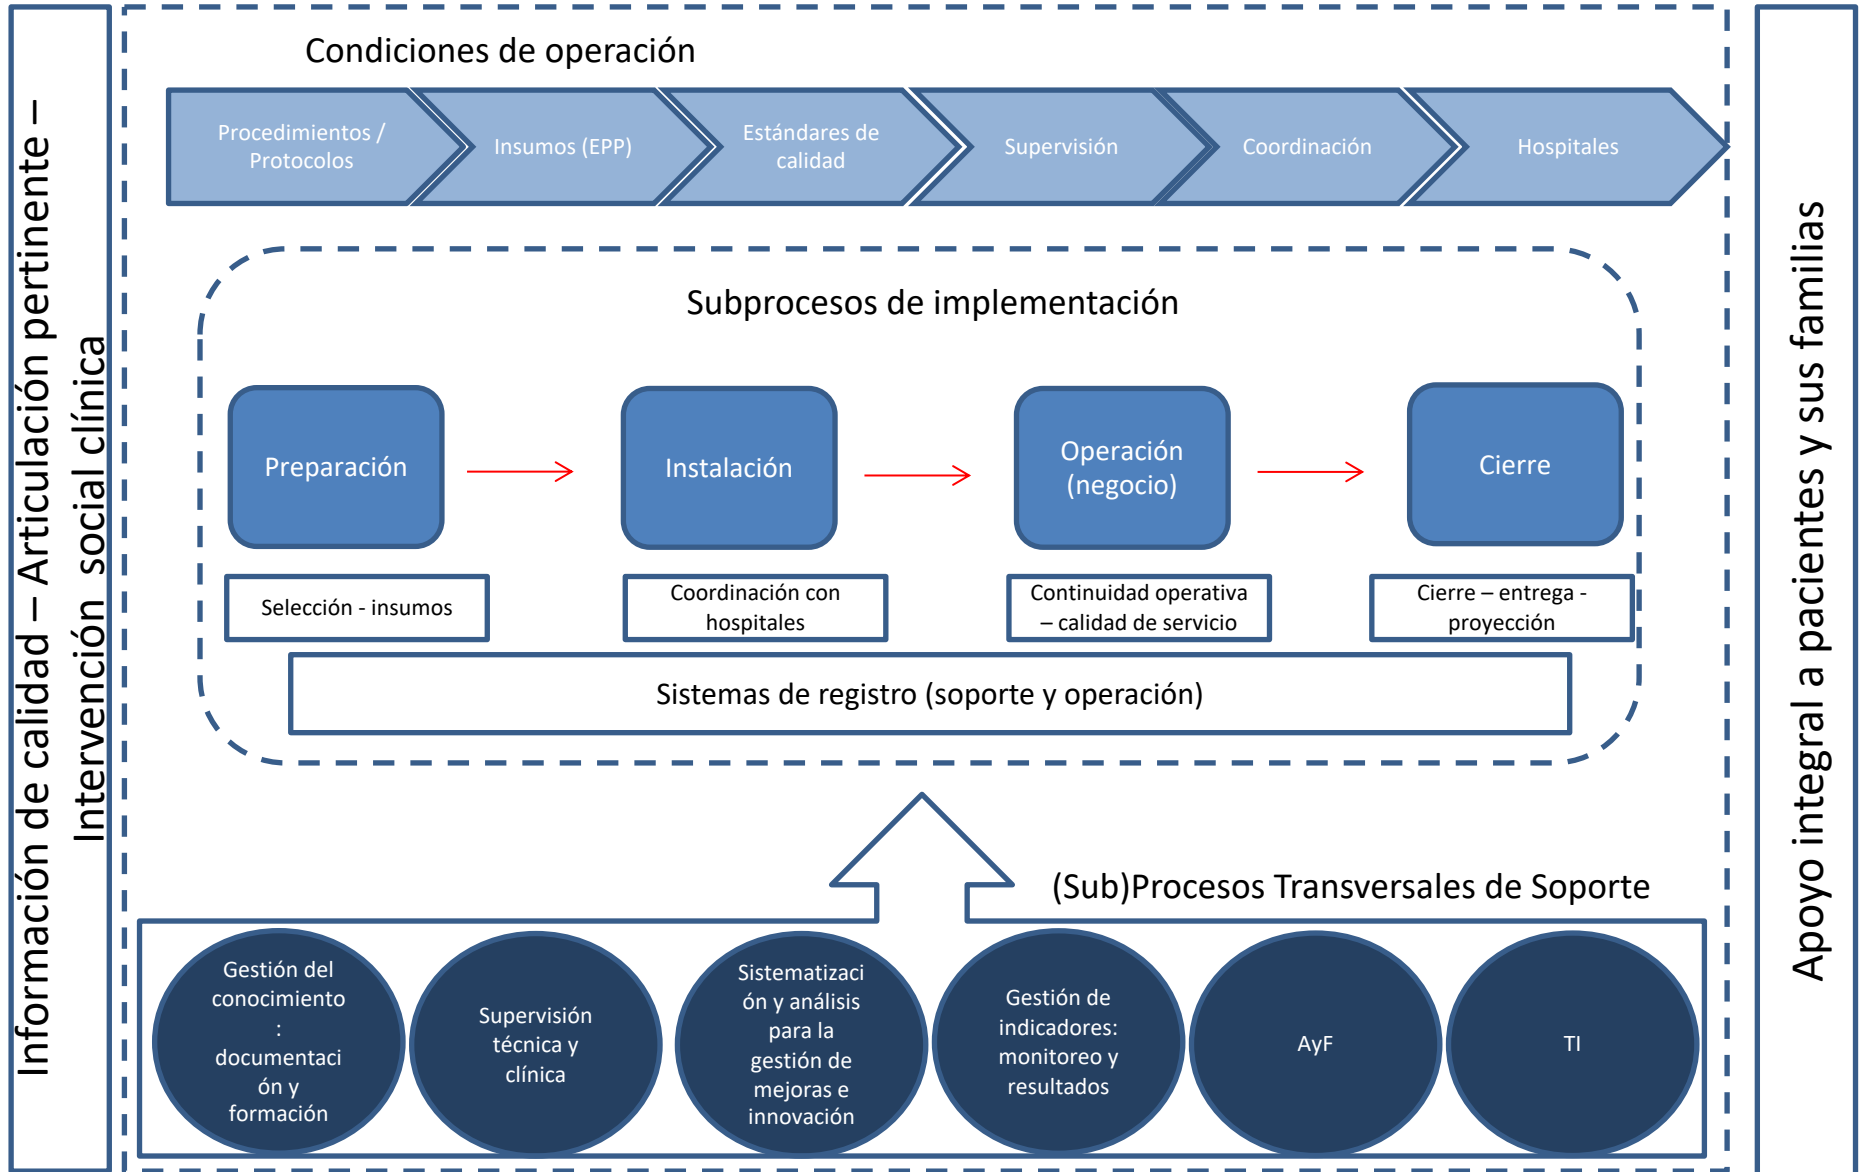 Información de calidad – Articulación pertinente –
Intervención  social clínica
Condiciones de operación
Procedimientos /
Protocolos
Insumos (EPP)
Estándares de
calidad
Supervisión
Coordinación
Hospitales
Subprocesos de implementación
Preparación
Instalación
Operación
(negocio)
Cierre
Selección - insumos
Coordinación con
hospitales
Continuidad operativa
– calidad de servicio
Cierre – entrega -
proyección
Sistemas de registro (soporte y operación)
(Sub)Procesos Transversales de Soporte
Gestión del
conocimiento
:
documentaci
ón y
formación
Supervisión
técnica y
clínica
Sistematizaci
ón y análisis
para la
gestión de
mejoras e
innovación
Gestión de
indicadores:
monitoreo y
resultados
AyF
TI
Apoyo integral a pacientes y sus familias